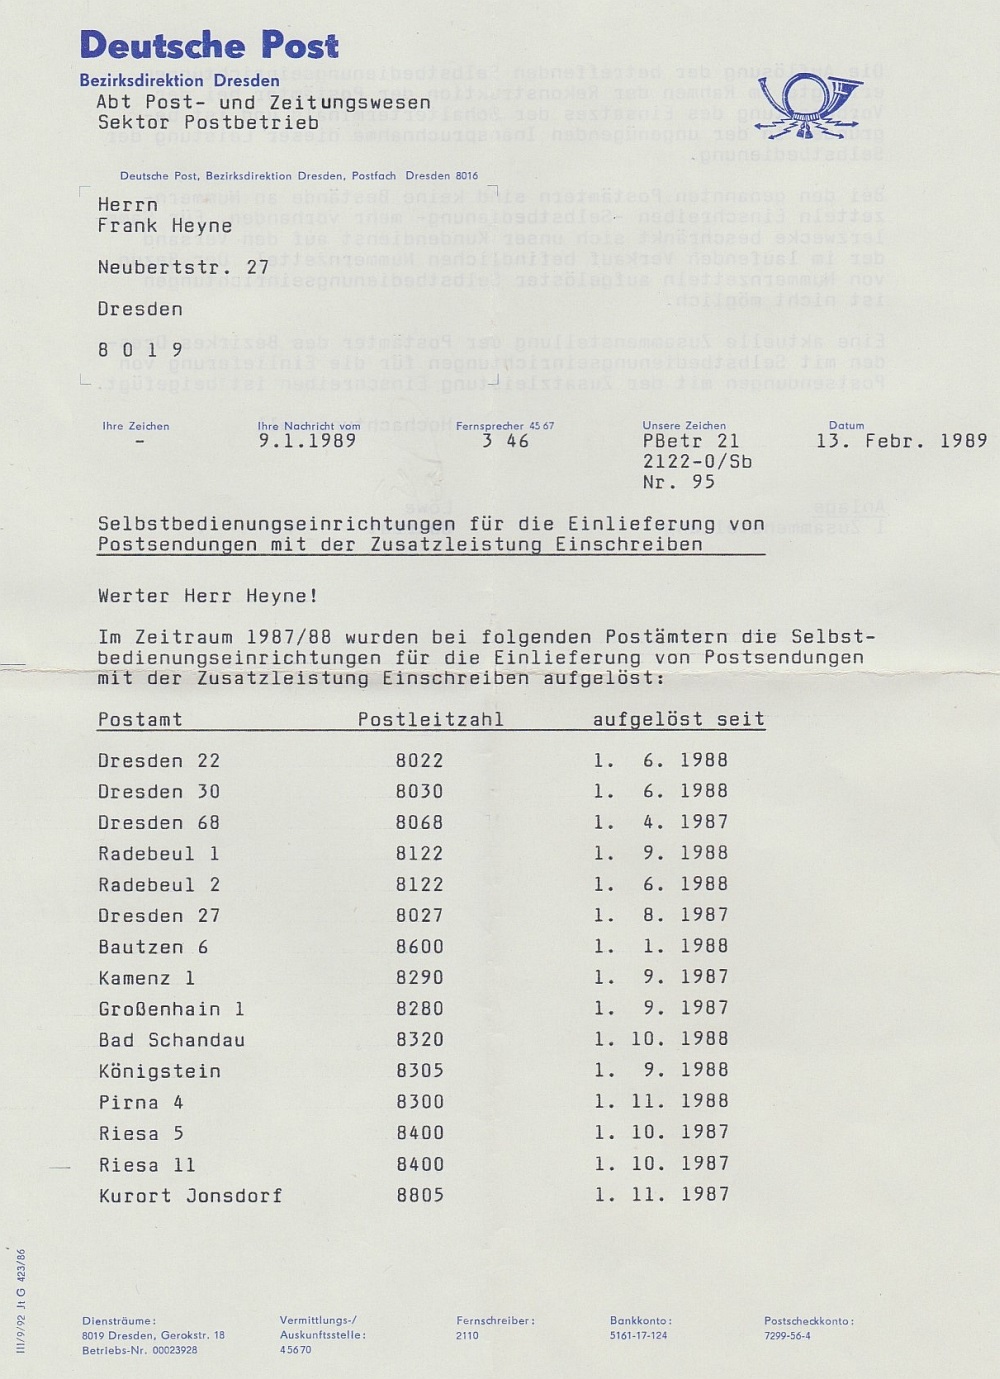 Deutsche Post
Bezirksdirektion Dresden
Abt Post- und Zeitungswesen
Sektor Postbetrieb
Deutsche Post, Bezirksdirektion Dresden, Postfach Dresden 8016
Herrn
Frank Heyne
Neubertstr. 27
Dresden
8 0 1 9
Ihre Zeichen Ihre Nachricht vom Fernsprecher 45 67 Unsere Zeichen Datum
- 9.1.1989 3 46 PBetr 21 13. Febr. 1989
2122-0/Sb
Nr. 95
Selbstbedienungseinrichtungen für die Einlieferung von
Postsendungen mit der Zusatzleistung Einschreiben
Werter Herr Heyne!
Im Zeitraum 1987/88 wurden bei folgenden Postämtern die Selbst-
bedienungseinrichtungen für die Einlieferung von Postsendungen
mit der Zusatzleistung Einschreiben aufgelöst:
Postamt Postleitzahl aufgelöst seit
Dresden 22 8022 1. 6. 1988
Dresden 30 8030 1. 6. 1988
Dresden 68 8068 1. 4. 1987
Radebeul 1 8122 1. 9. 1988
Radebeul 2 8122 1. 6. 1988
Dresden 27 8027 1. 8. 1987
Bautzen 6 8600 1. 1. 1988
Kamenz 1 8290 1. 9. 1987
Großenhain 1 8280 1. 9. 1987
Bad Schandau 8320 1. 10. 1988
Königstein 8305 1. 9. 1988
Pirna 4 8300 1. 11. 1988
Riesa 5 8400 1. 10. 1987
Riesa 11 8400 1. 10. 1987
Kurort Jonsdorf 8805 1. 11. 1987
III/9/92 Jt G 423/86
Diensträume: Vermittlungs-/ Fernschreiber: Bankkonto: Postscheckkonto:
8019 Dresden, Gerokstr. 18 Auskunftsstelle: 2110 5161-17-124 7299-56-4
Betriebs-Nr. 00023928 45670